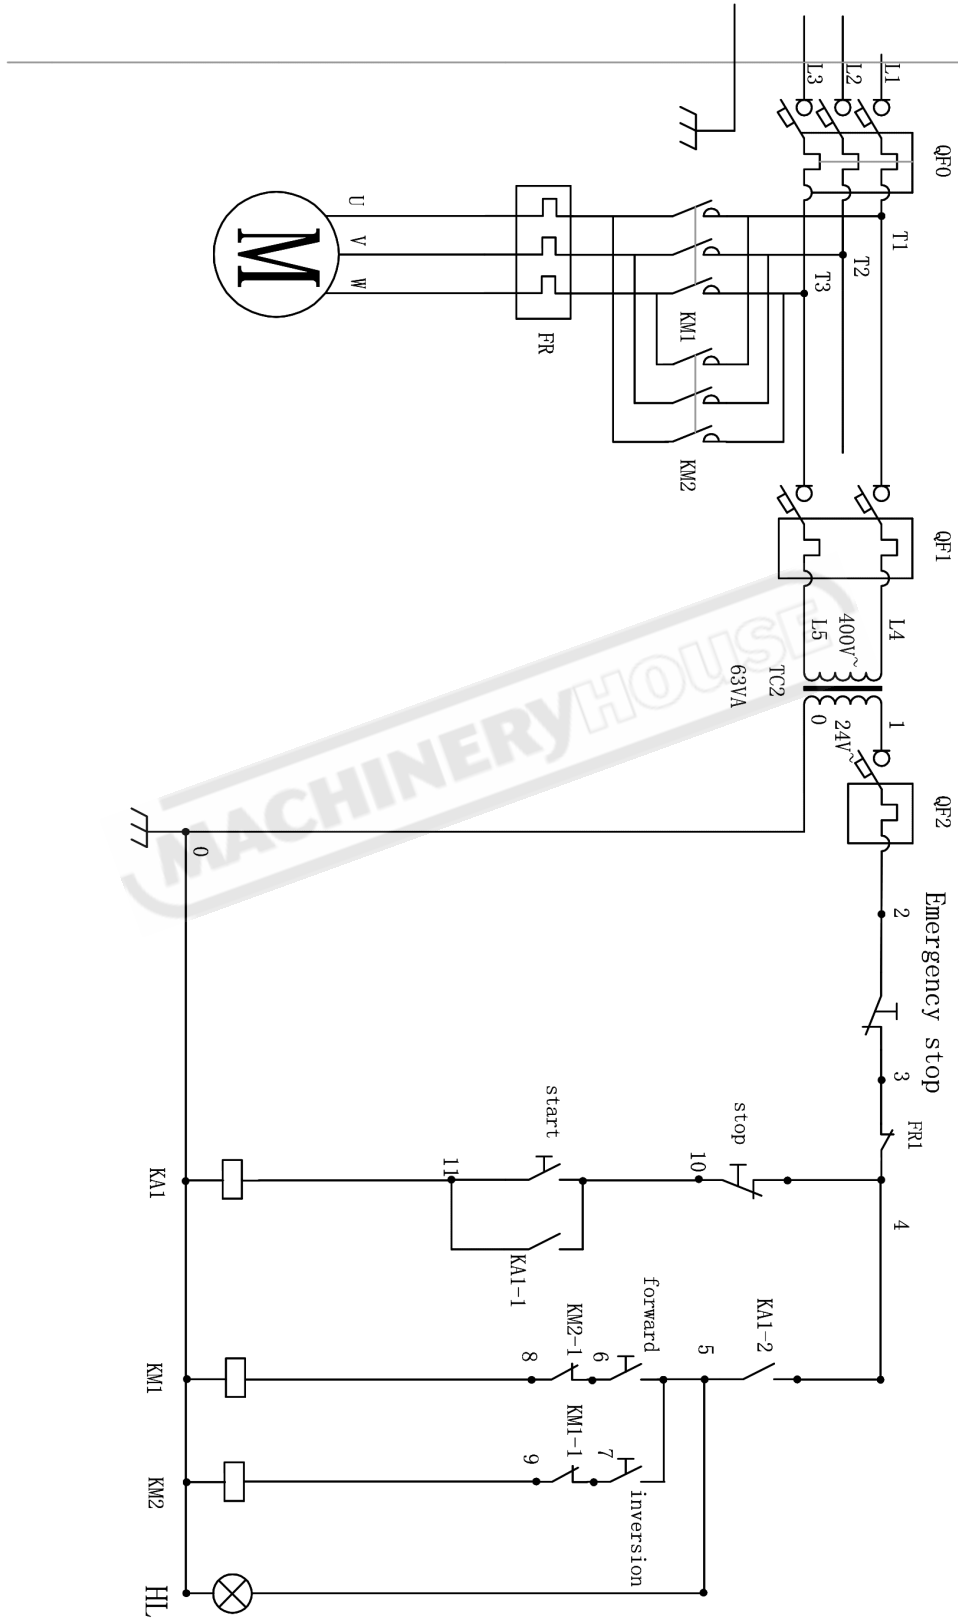 L1
L2
L3
QF0
T1
T2
T3
U
V
W
M
FR
KM1
KM2
QF1
L4
400V~
L5
TC2
63VA
1
24V~
0
QF2
MACHINERYHOUSE
0
2
Emergency stop
3
FR1
4
stop
10
start
11
KA1
KA1-1
KA1-2
5
forward
6
KM2-1
8
KM1
inversion
7
KM1-1
9
KM2
HL